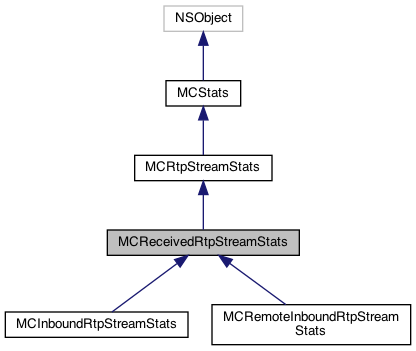 NSObject
MCStats
MCRtpStreamStats
MCReceivedRtpStreamStats
MCInboundRtpStreamStats
MCRemoteInboundRtpStream
Stats